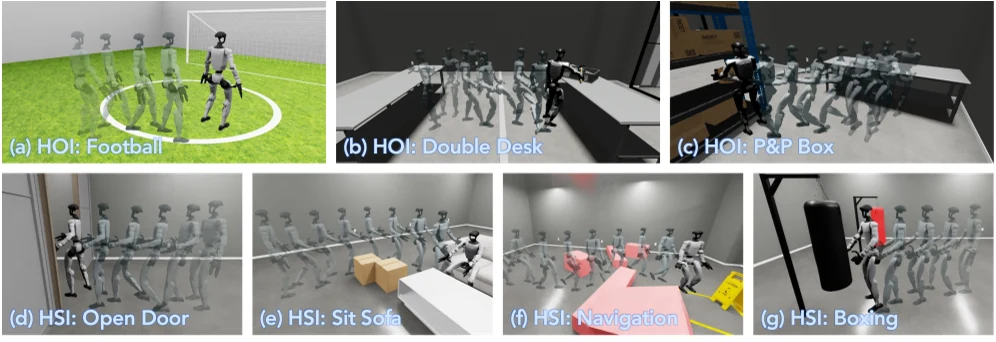 (a) HOI: Football
(b) HOI: Double Desk
(c) HOI: P&P Box
(d) HSI: Open Door
(e) HSI: Sit Sofa
(f) HSI: Navigation
(g) HSI: Boxing